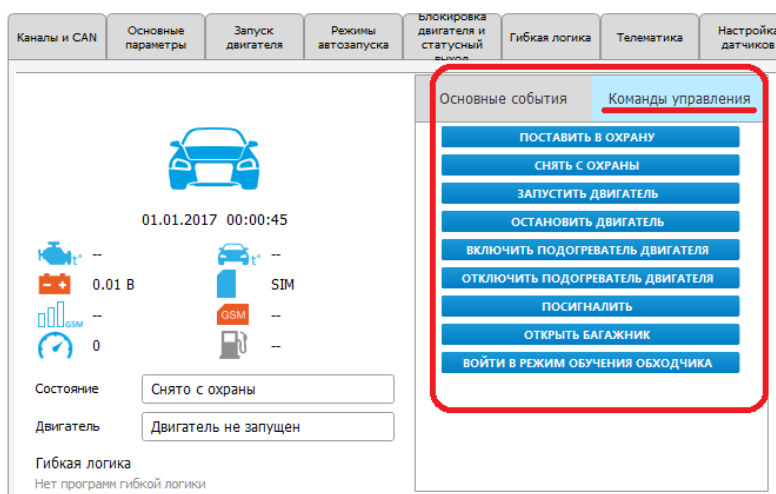 Каналы и CAN
Основные
параметры
Запуск
двигателя
Режимы
автозапуска
Блокировка
двигателя и
статусный
выход
Гибкая логика
Телематика
Настройка
датчиков
Основные события
Команды управления
ПОСТАВИТЬ В ОХРАНУ
СНЯТЬ С ОХРАНЫ
ЗАПУСТИТЬ ДВИГАТЕЛЬ
ОСТАНОВИТЬ ДВИГАТЕЛЬ
ВКЛЮЧИТЬ ПОДОГРЕВАТЕЛЬ ДВИГАТЕЛЯ
ОТКЛЮЧИТЬ ПОДОГРЕВАТЕЛЬ ДВИГАТЕЛЯ
ПОСИГНАЛИТЬ
ОТКРЫТЬ БАГАЖНИК
ВОЙТИ В РЕЖИМ ОБУЧЕНИЯ ОБХОДЧИКА
01.01.2017 00:00:45
t° --
t° --
0.01 В
SIM
GSM --
GSM --
0
--
Состояние
Снято с охраны
Двигатель
Двигатель не запущен
Гибкая логика
Нет программ гибкой логики